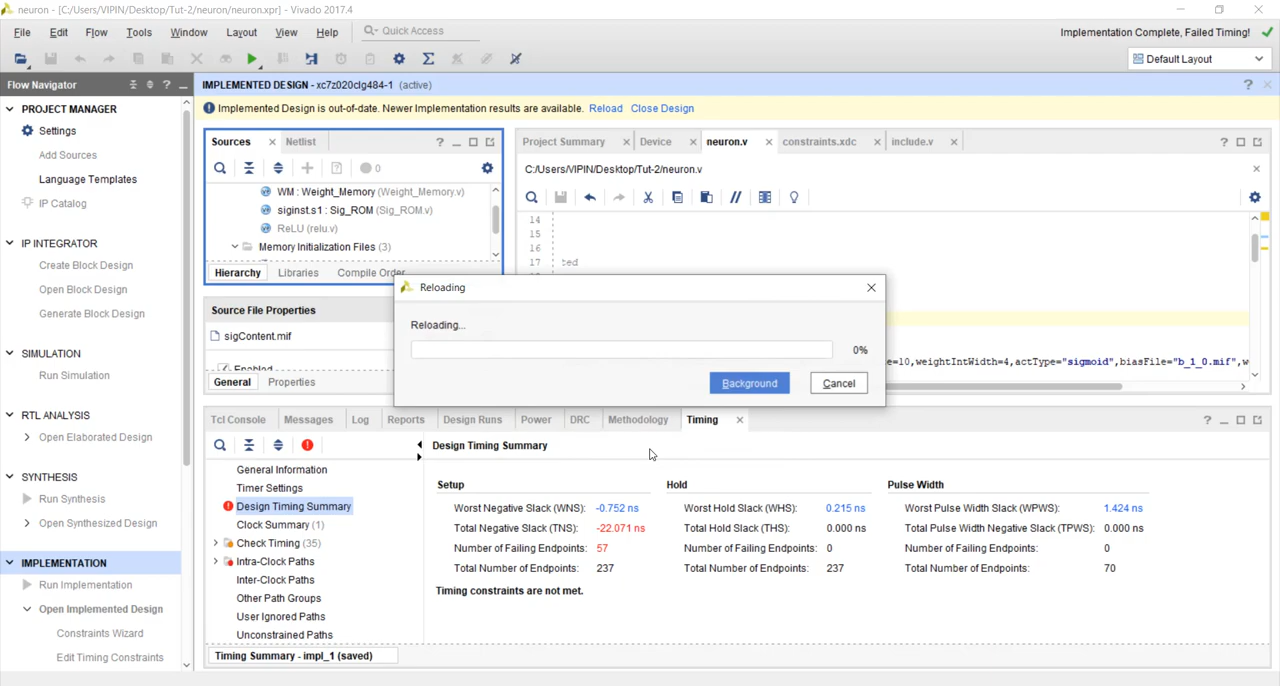 neuron - [C:/Users/VIPIN/Desktop/Tut-2/neuron/neuron.xpr] - Vivado 2017.4
File Edit Flow Tools Window Layout View Help Quick Access
Implementation Complete, Failed Timing!
Default Layout
Flow Navigator
PROJECT MANAGER
Settings
Add Sources
Language Templates
IP Catalog
IP INTEGRATOR
Create Block Design
Open Block Design
Generate Block Design
SIMULATION
Run Simulation
RTL ANALYSIS
Open Elaborated Design
SYNTHESIS
Run Synthesis
Open Synthesized Design
IMPLEMENTATION
Run Implementation
Open Implemented Design
Constraints Wizard
Edit Timing Constraints
IMPLEMENTED DESIGN - xc7z020clg484-1 (active)
Implemented Design is out-of-date. Newer Implementation results are available. Reload Close Design
Sources Netlist
0
WM : Weight_Memory (Weight_Memory.v)
siginst.s1 : Sig_ROM (Sig_ROM.v)
ReLU (relu.v)
Memory Initialization Files (3)
Hierarchy Libraries Compile Order
Source File Properties
sigContent.mif
Enabled
General Properties
Project Summary Device neuron.v constraints.xdc include.v
C:/Users/VIPIN/Desktop/Tut-2/neuron.v
14
15
16
17 ted
e=10,weightIntWidth=4,actType="sigmoid",biasFile="b_1_0.mif",w
Reloading
Reloading...
0%
Background Cancel
Tcl Console Messages Log Reports Design Runs Power DRC Methodology Timing
General Information
Timer Settings
Design Timing Summary
Clock Summary (1)
Check Timing (35)
Intra-Clock Paths
Inter-Clock Paths
Other Path Groups
User Ignored Paths
Unconstrained Paths
Design Timing Summary
Setup Hold Pulse Width
Worst Negative Slack (WNS): -0.752 ns Worst Hold Slack (WHS): 0.215 ns Worst Pulse Width Slack (WPWS): 1.424 ns
Total Negative Slack (TNS): -22.071 ns Total Hold Slack (THS): 0.000 ns Total Pulse Width Negative Slack (TPWS): 0.000 ns
Number of Failing Endpoints: 57 Number of Failing Endpoints: 0 Number of Failing Endpoints: 0
Total Number of Endpoints: 237 Total Number of Endpoints: 237 Total Number of Endpoints: 70
Timing constraints are not met.
Timing Summary - impl_1 (saved)